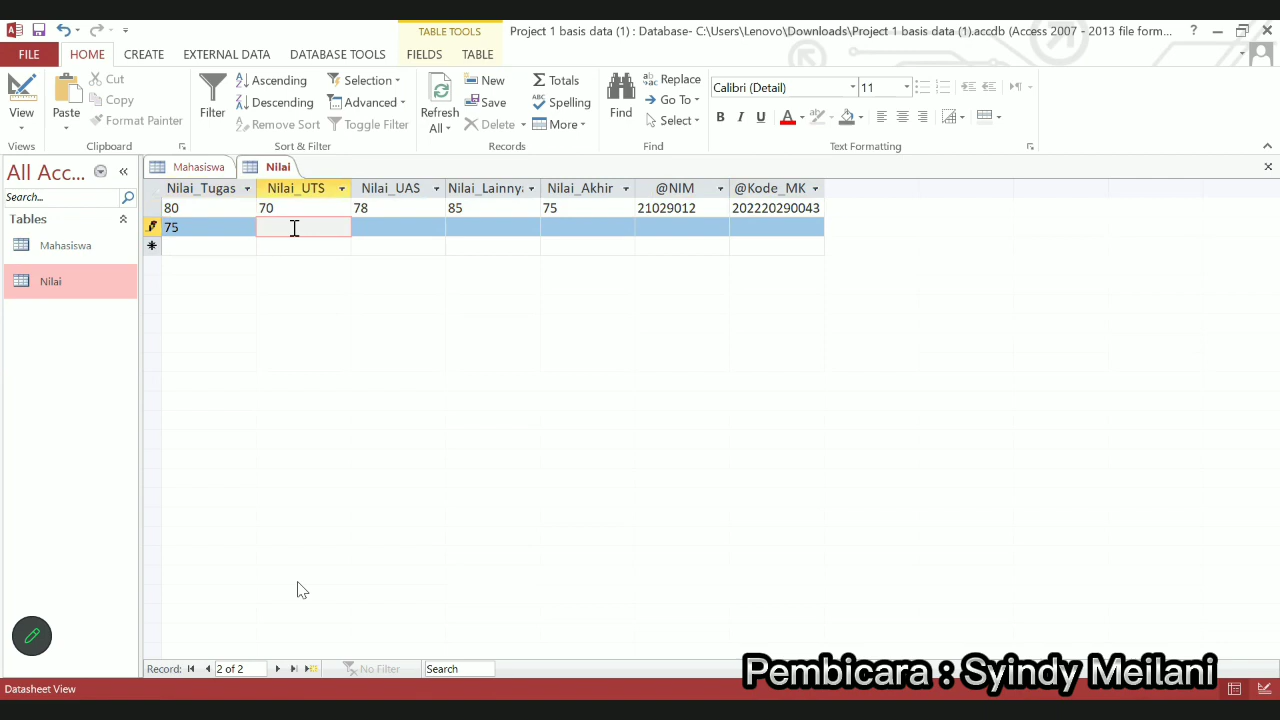 TABLE TOOLS
Project 1 basis data (1) : Database- C:\Users\Lenovo\Downloads\Project 1 basis data (1).accdb (Access 2007 - 2013 file form...
FILE HOME CREATE EXTERNAL DATA DATABASE TOOLS FIELDS TABLE
View
Views
Paste
Cut
Copy
Format Painter
Clipboard
Filter
Ascending
Descending
Remove Sort
Selection
Advanced
Toggle Filter
Sort & Filter
Refresh
All
New
Save
Delete
Totals
Spelling
More
Records
Find
Replace
Go To
Select
Find
Calibri (Detail) 11
B I U A
Text Formatting
All Acc...
Search...
Tables
Mahasiswa
Nilai
Mahasiswa Nilai
Nilai_Tugas Nilai_UTS Nilai_UAS Nilai_Lainny Nilai_Akhir @NIM @Kode_MK
80 70 78 85 75 21029012 202220290043
75
Record: 2 of 2 No Filter Search
Datasheet View
Pembicara : Syindy Meilani